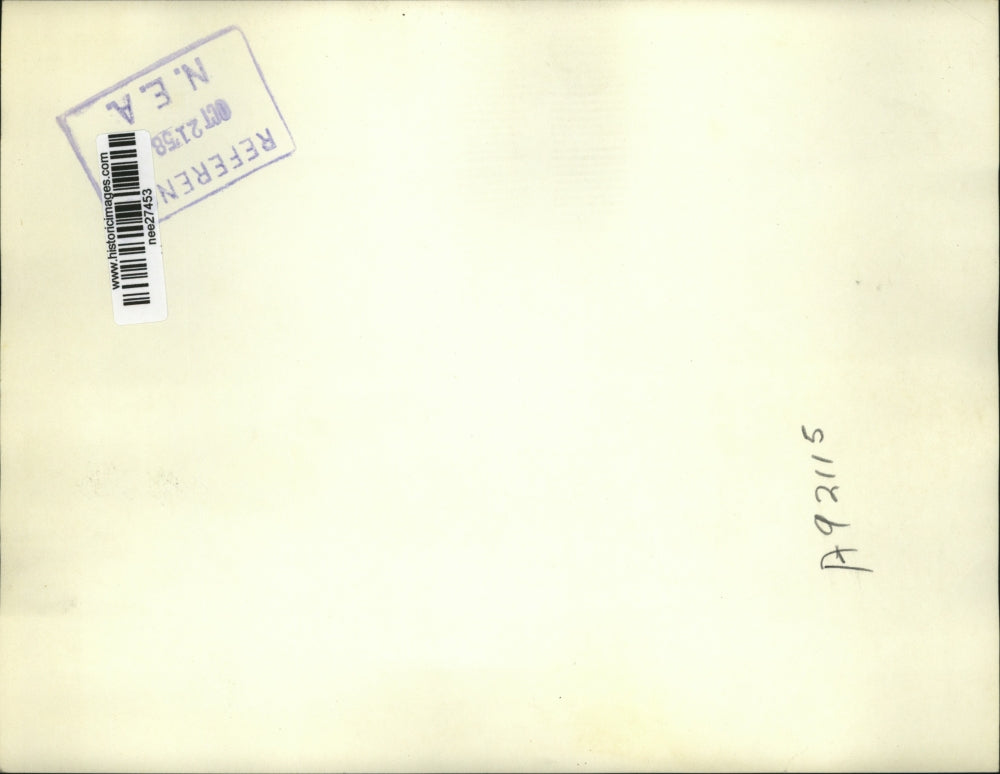 N.E.A.
OCT 21 '58
REFEREN
www.historicimages.com
nee27453
A92115